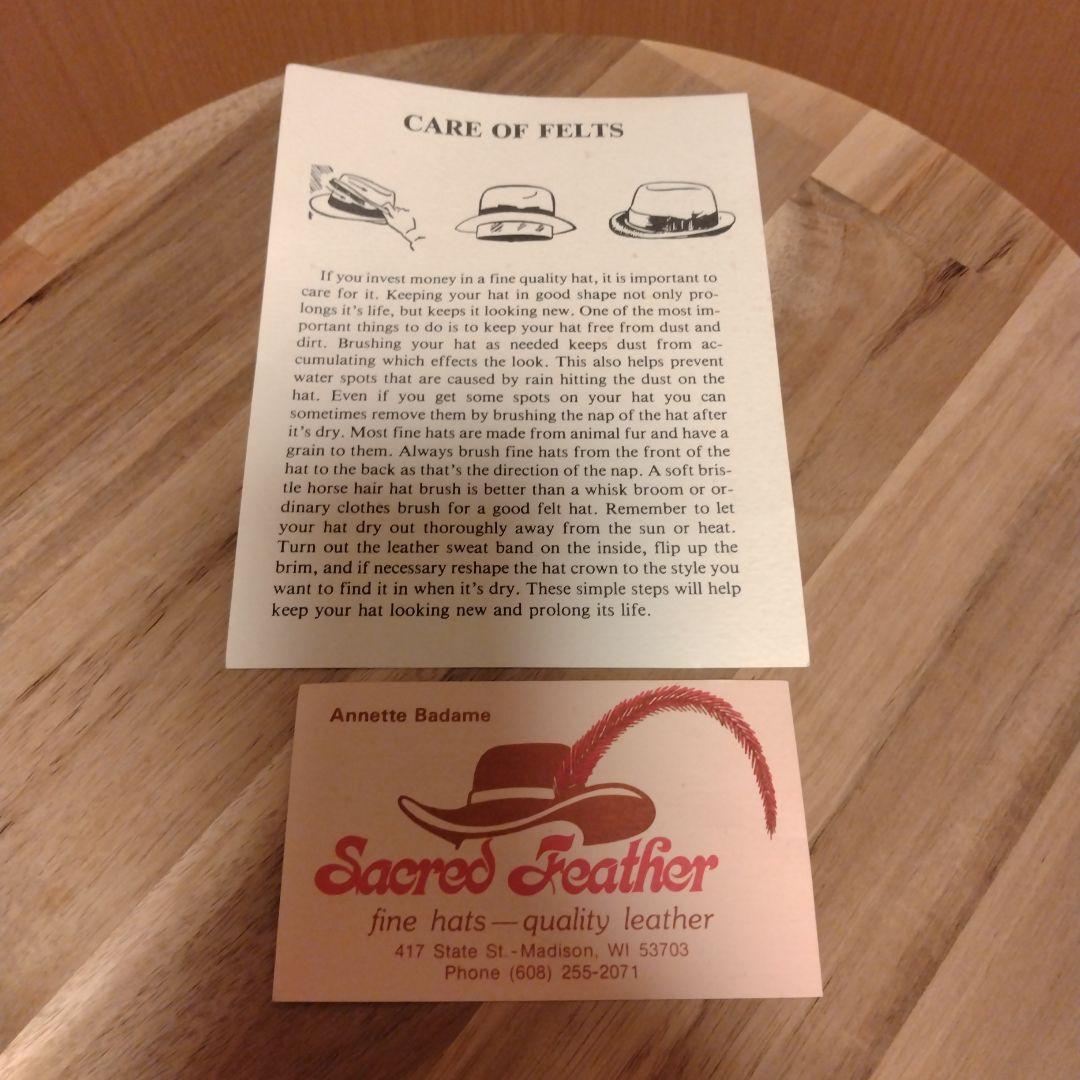 CARE OF FELTS
If you invest money in a fine quality hat, it is important to
care for it. Keeping your hat in good shape not only pro-
longs it's life, but keeps it looking new. One of the most im-
portant things to do is to keep your hat free from dust and
dirt. Brushing your hat as needed keeps dust from ac-
cumulating which effects the look. This also helps prevent
water spots that are caused by rain hitting the dust on the
hat. Even if you get some spots on your hat you can
sometimes remove them by brushing the nap of the hat after
it's dry. Most fine hats are made from animal fur and have a
grain to them. Always brush fine hats from the front of the
hat to the back as that's the direction of the nap. A soft bris-
tle horse hair hat brush is better than a whisk broom or or-
dinary clothes brush for a good felt hat. Remember to let
your hat dry out thoroughly away from the sun or heat.
Turn out the leather sweat band on the inside, flip up the
brim, and if necessary reshape the hat crown to the style you
want to find it in when it's dry. These simple steps will help
keep your hat looking new and prolong its life.
Annette Badame
Sacred Feather
fine hats — quality leather
417 State St. - Madison, WI 53703
Phone (608) 255-2071